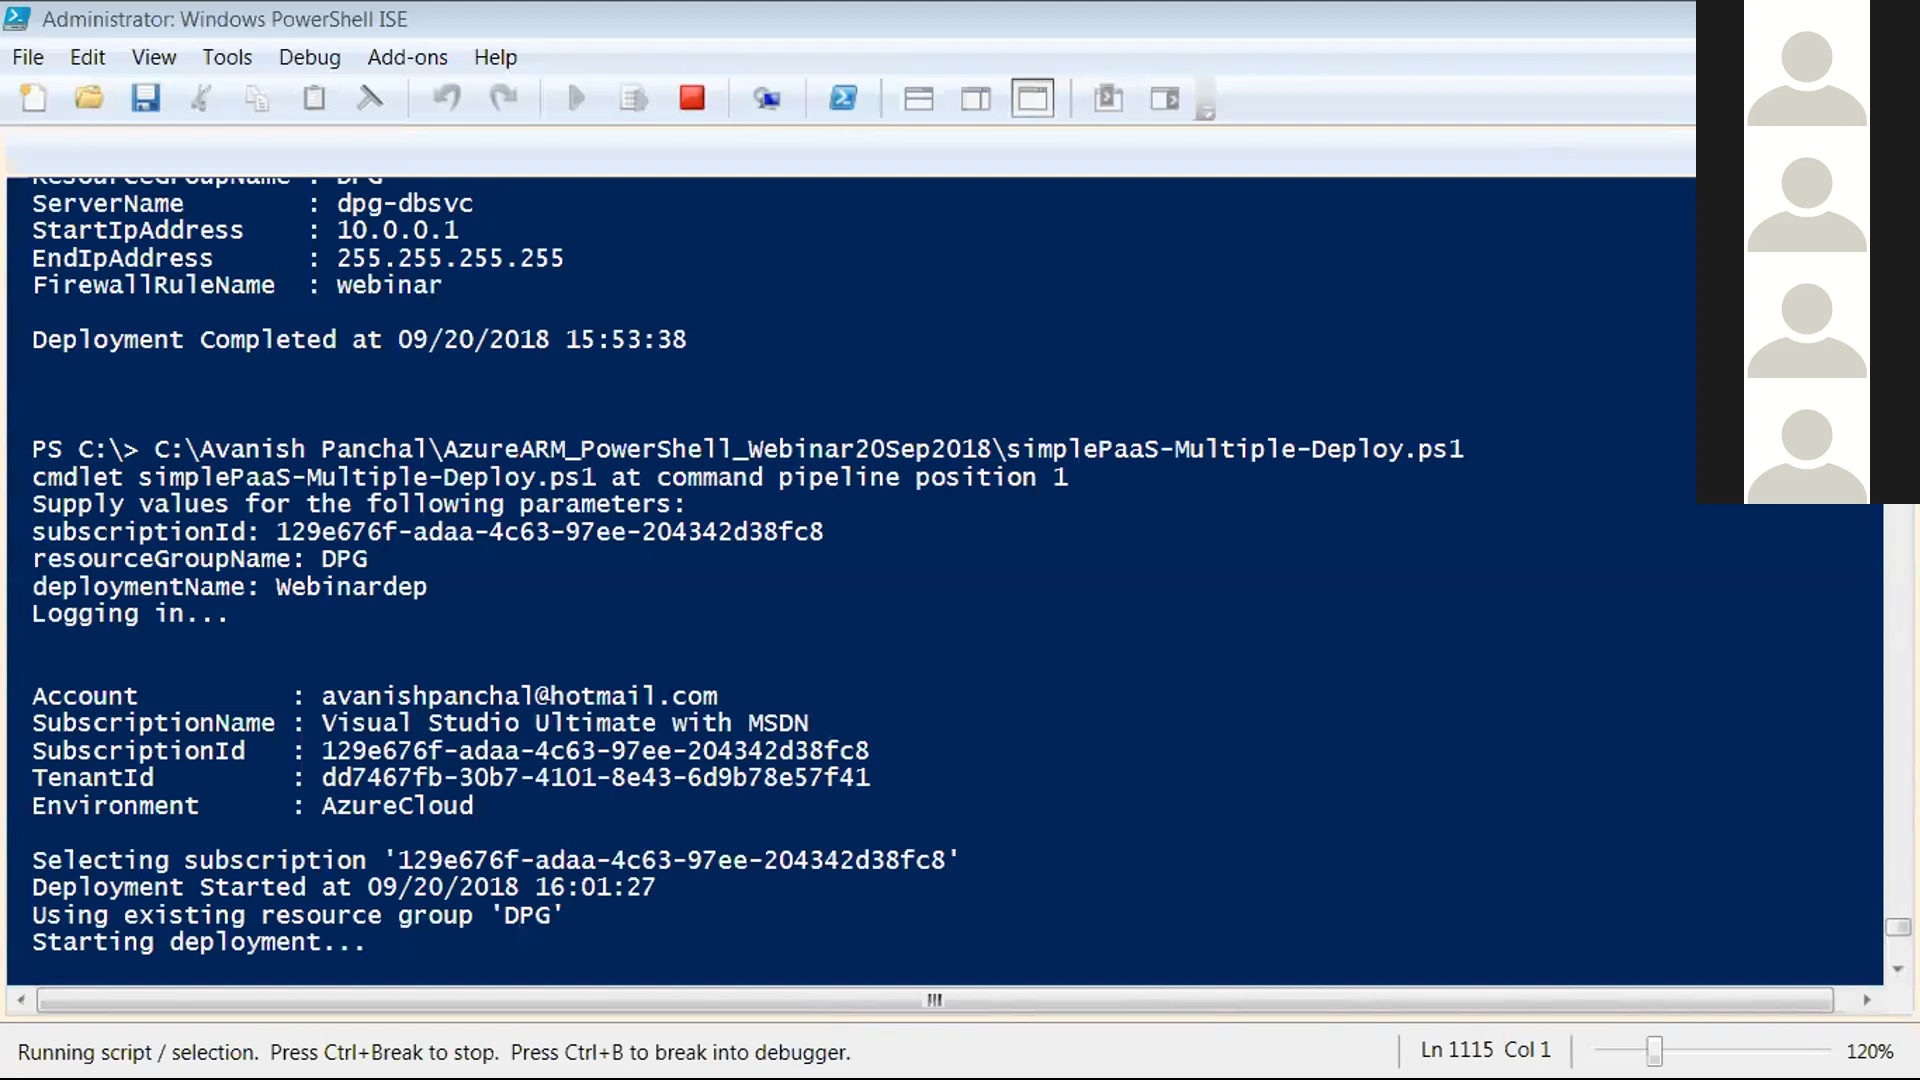 Administrator: Windows PowerShell ISE
File Edit View Tools Debug Add-ons Help
ResourceGroupName : DPG
ServerName : dpg-dbsvc
StartIpAddress : 10.0.0.1
EndIpAddress : 255.255.255.255
FirewallRuleName : webinar
Deployment Completed at 09/20/2018 15:53:38
PS C:\> C:\Avanish Panchal\AzureARM_PowerShell_Webinar20Sep2018\simplePaaS-Multiple-Deploy.ps1
cmdlet simplePaaS-Multiple-Deploy.ps1 at command pipeline position 1
Supply values for the following parameters:
subscriptionId: 129e676f-adaa-4c63-97ee-204342d38fc8
resourceGroupName: DPG
deploymentName: Webinardep
Logging in...
Account : avanishpanchal@hotmail.com
SubscriptionName : Visual Studio Ultimate with MSDN
SubscriptionId : 129e676f-adaa-4c63-97ee-204342d38fc8
TenantId : dd7467fb-30b7-4101-8e43-6d9b78e57f41
Environment : AzureCloud
Selecting subscription '129e676f-adaa-4c63-97ee-204342d38fc8'
Deployment Started at 09/20/2018 16:01:27
Using existing resource group 'DPG'
Starting deployment...
Running script / selection. Press Ctrl+Break to stop. Press Ctrl+B to break into debugger.
Ln 1115 Col 1
120%